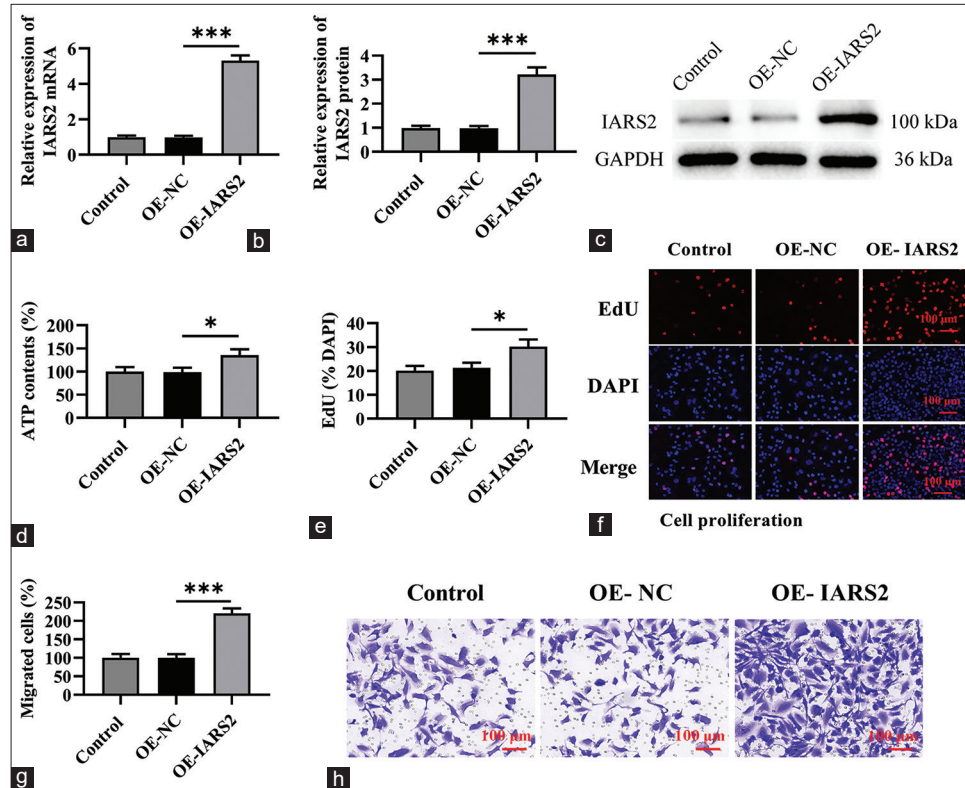 Relative expression of
IARS2 mRNA
6
4
2
0
***
Control
OE-NC
OE-IARS2
a
Relative expression of
IARS2 protein
4
3
2
1
0
***
Control
OE-NC
OE-IARS2
b
Control
OE-NC
OE-IARS2
IARS2
100 kDa
GAPDH
36 kDa
c
ATP contents (%)
200
150
100
50
0
*
Control
OE-NC
OE-IARS2
d
EdU (% DAPI)
60
40
20
0
*
Control
OE-NC
OE-IARS2
e
Control
OE-NC
OE- IARS2
EdU
100 μm
DAPI
100 μm
Merge
100 μm
Cell proliferation
f
Migrated cells (%)
250
200
150
100
50
0
***
Control
OE-NC
OE-IARS2
g
Control
OE- NC
OE- IARS2
100 μm
100 μm
100 μm
h